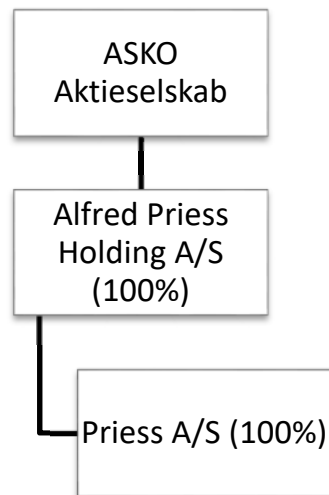 ASKO
Aktieselskab
Alfred Priess
Holding A/S
(100%)
Priess A/S (100%)